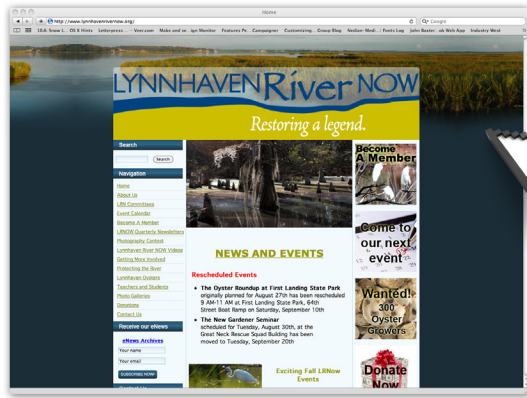 Home
http://www.lynnhavenrivernow.org/
Google
LYNNHAVEN River NOW
Restoring a legend.
Search
Search
Navigation
Home
About Us
LRN Committees
Event Calendar
Become A Member
LRNOW Quarterly Newsletters
Photography Contest
Lynnhaven River NOW Videos
Getting More Involved
Protecting the River
Lynnhaven Oysters
Teachers and Students
Photo Galleries
Donations
Contact Us
Receive our eNews
eNews Archives
Your name
Your email
SUBSCRIBE NOW!
NEWS AND EVENTS
Rescheduled Events
• The Oyster Roundup at First Landing State Park
originally planned for August 27th has been rescheduled
9 AM-11 AM at First Landing State Park, 64th
Street Boat Ramp on Saturday, September 10th
• The New Gardener Seminar
scheduled for Tuesday, August 30th, at the
Great Neck Rescue Squad Building has been
moved to Tuesday, September 20th
Exciting Fall LRNow
Events
Become
A Member
Come to
our next
event
Wanted!
300
Oyster
Growers
Donate
Now